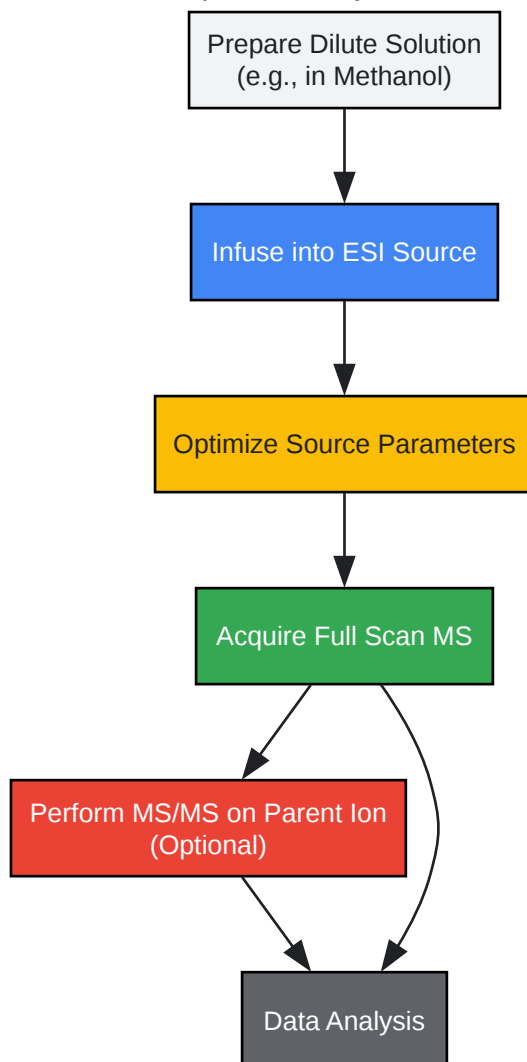 Prepare Dilute Solution
(e.g., in Methanol)
Infuse into ESI Source
Optimize Source Parameters
Acquire Full Scan MS
Perform MS/MS on Parent Ion
(Optional)
Data Analysis